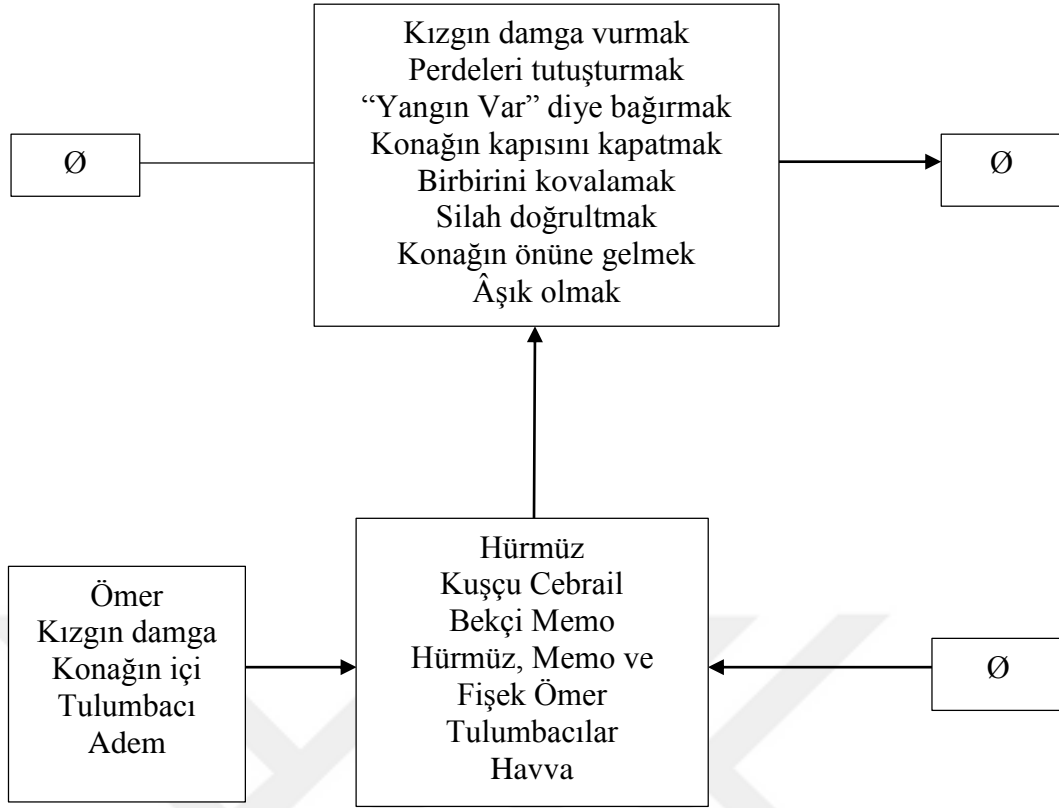 Kızgın damga vurmak
Perdeleri tutuşturmak
“Yangın Var” diye bağırmak
Konağın kapısını kapatmak
Birbirini kovalamak
Silah doğrultmak
Konağın önüne gelmek
Âşık olmak
Ø
Ø
Ömer
Kızgın damga
Konağın içi
Tulumbacı
Adem
Hürmüz
Kuşçu Cebrail
Bekçi Memo
Hürmüz, Memo ve
Fişek Ömer
Tulumbacılar
Havva
Ø